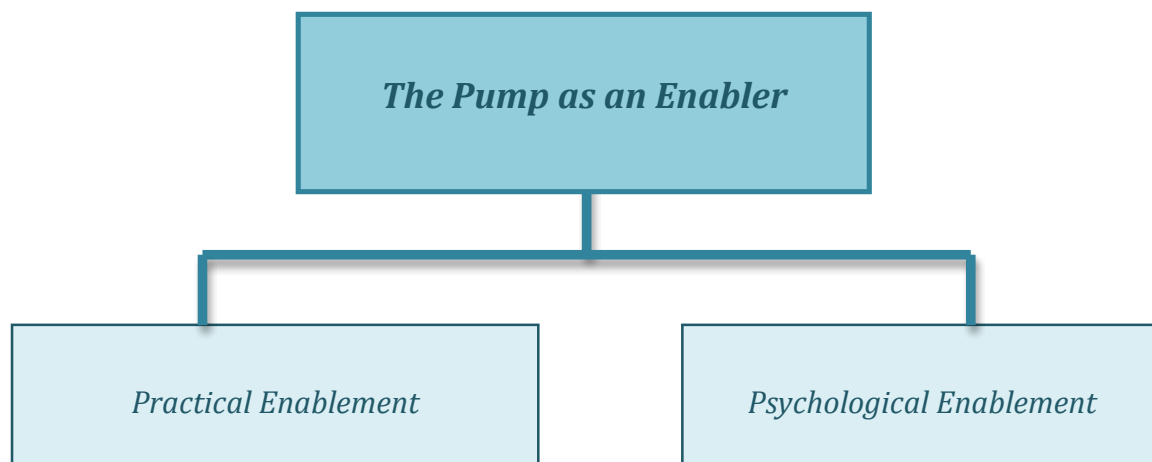 The Pump as an Enabler
Practical Enablement
Psychological Enablement